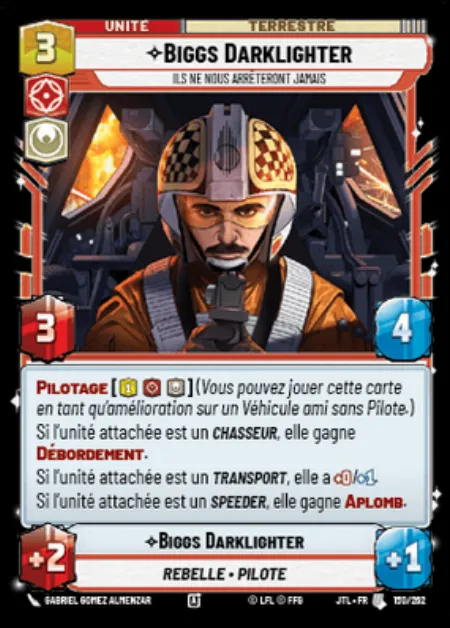 UNITÉ TERRESTRE
3
BIGGS DARKLIGHTER
ILS NE NOUS ARRÊTERONT JAMAIS
3 4
PILOTAGE [1] (Vous pouvez jouer cette carte
en tant qu'amélioration sur un Véhicule ami sans Pilote.)
Si l'unité attachée est un CHASSEUR, elle gagne
DÉBORDEMENT.
Si l'unité attachée est un TRANSPORT, elle a +0/+1.
Si l'unité attachée est un SPEEDER, elle gagne APLOMB.
BIGGS DARKLIGHTER
+2 +1
REBELLE • PILOTE
GABRIEL GOMEZ ALMENZAR A © LFL © FFG JTL • FR /262